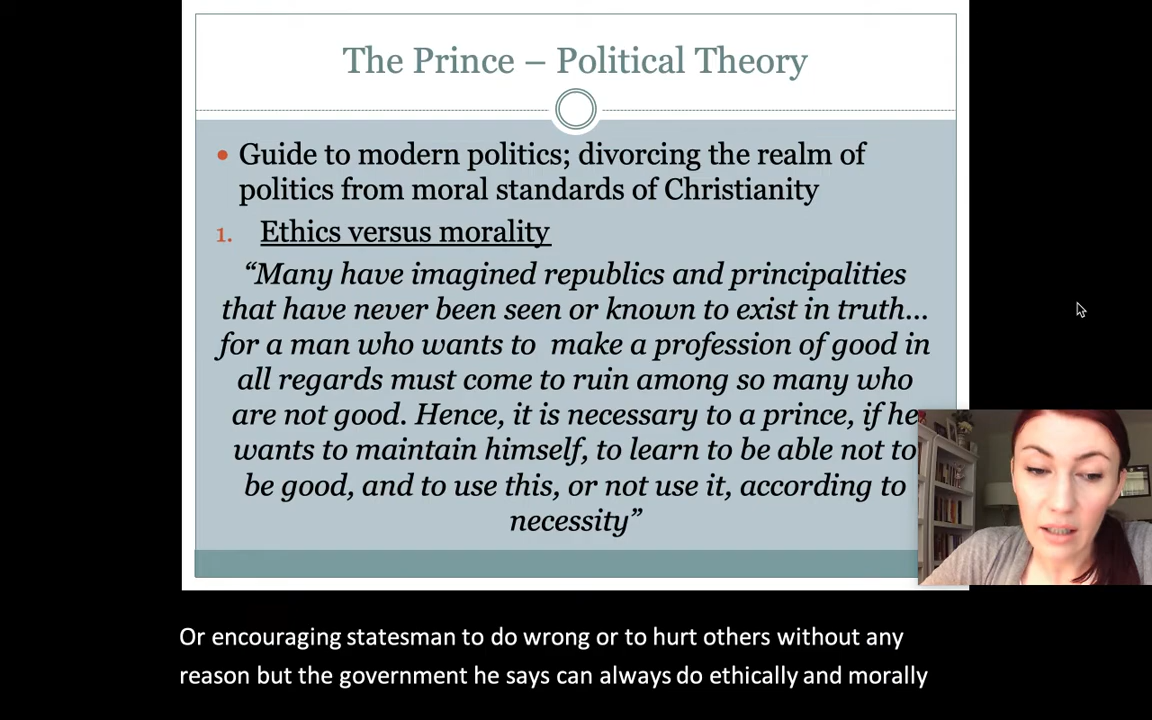 The Prince – Political Theory
• Guide to modern politics; divorcing the realm of
politics from moral standards of Christianity
1. Ethics versus morality
“Many have imagined republics and principalities
that have never been seen or known to exist in truth…
for a man who wants to make a profession of good in
all regards must come to ruin among so many who
are not good. Hence, it is necessary to a prince, if he
wants to maintain himself, to learn to be able not to
be good, and to use this, or not use it, according to
necessity”
Or encouraging statesman to do wrong or to hurt others without any
reason but the government he says can always do ethically and morally